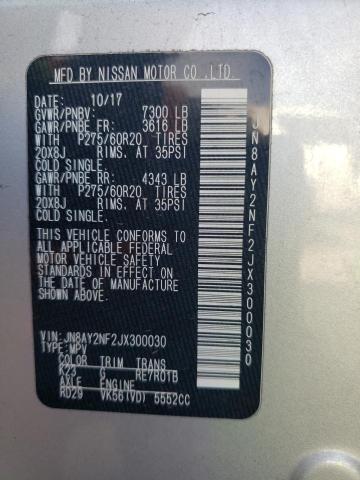 MFD BY NISSAN MOTOR CO.,LTD.
DATE: 10/17
GVWR/PNBV: 7300 LB
GAWR/PNBE FR: 3616 LB
WITH P275/60R20 TIRES
20X8J RIMS. AT 35PSI
COLD SINGLE.
GAWR/PNBE RR: 4343 LB
WITH P275/60R20 TIRES
20X8J RIMS. AT 35PSI
COLD SINGLE.
THIS VEHICLE CONFORMS TO
ALL APPLICABLE FEDERAL
MOTOR VEHICLE SAFETY
STANDARDS IN EFFECT ON
THE DATE OF MANUFACTURE
SHOWN ABOVE.
VIN: JN8AY2NF2JX300030
TYPE: MPV
COLOR TRIM TRANS
K23 G RE7R01B
AXLE ENGINE
RD29 VK56(VD) 5552CC
JN8AY2NF2JX300030